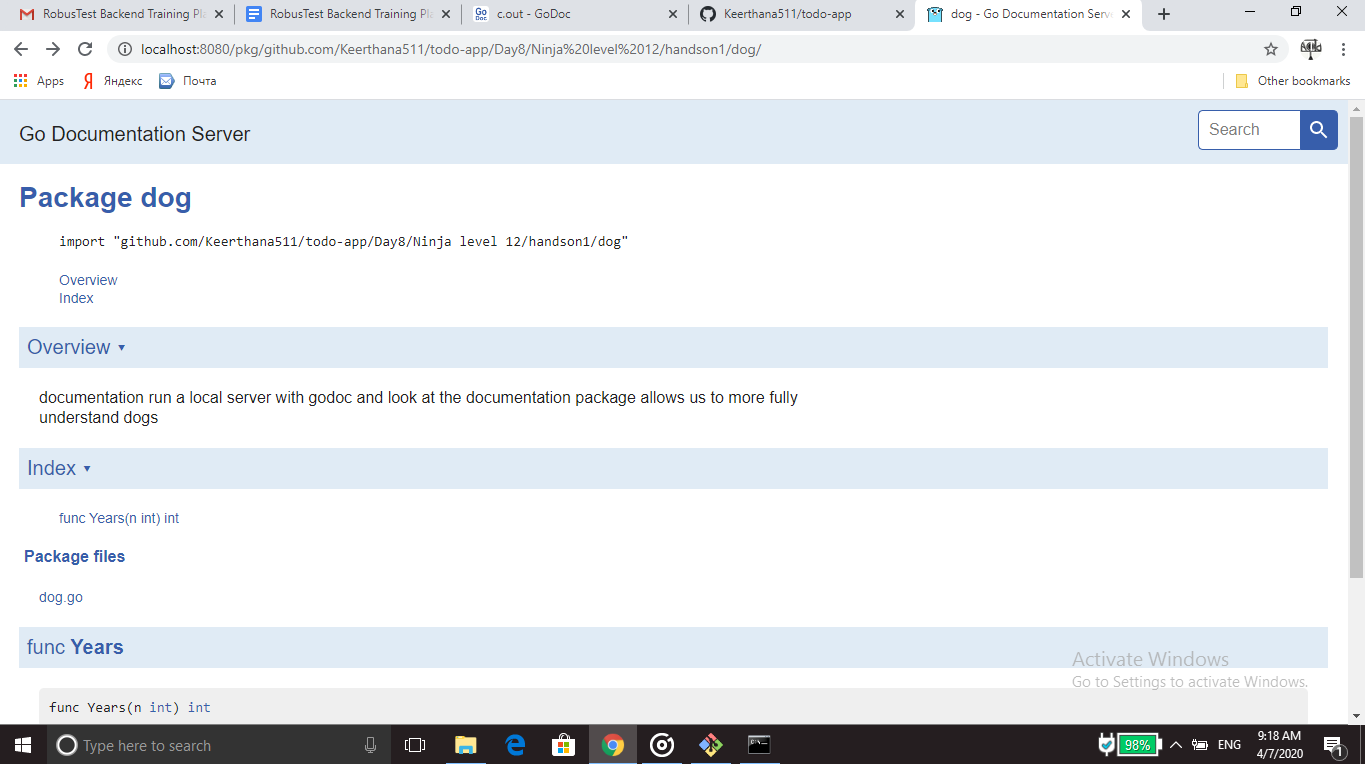 RobusTest Backend Training Pla
RobusTest Backend Training Pla
Go Doc
c.out - GoDoc
Keerthana511/todo-app
dog - Go Documentation Serve
localhost:8080/pkg/github.com/Keerthana511/todo-app/Day8/Ninja%20level%2012/handson1/dog/
Apps
Яндекс
Почта
Other bookmarks
Go Documentation Server
Search
Package dog
import "github.com/Keerthana511/todo-app/Day8/Ninja level 12/handson1/dog"
Overview
Index
Overview ▾
documentation run a local server with godoc and look at the documentation package allows us to more fully
understand dogs
Index ▾
func Years(n int) int
Package files
dog.go
func Years
Activate Windows
Go to Settings to activate Windows.
func Years(n int) int
Type here to search
98%
ENG
9:18 AM
4/7/2020
1